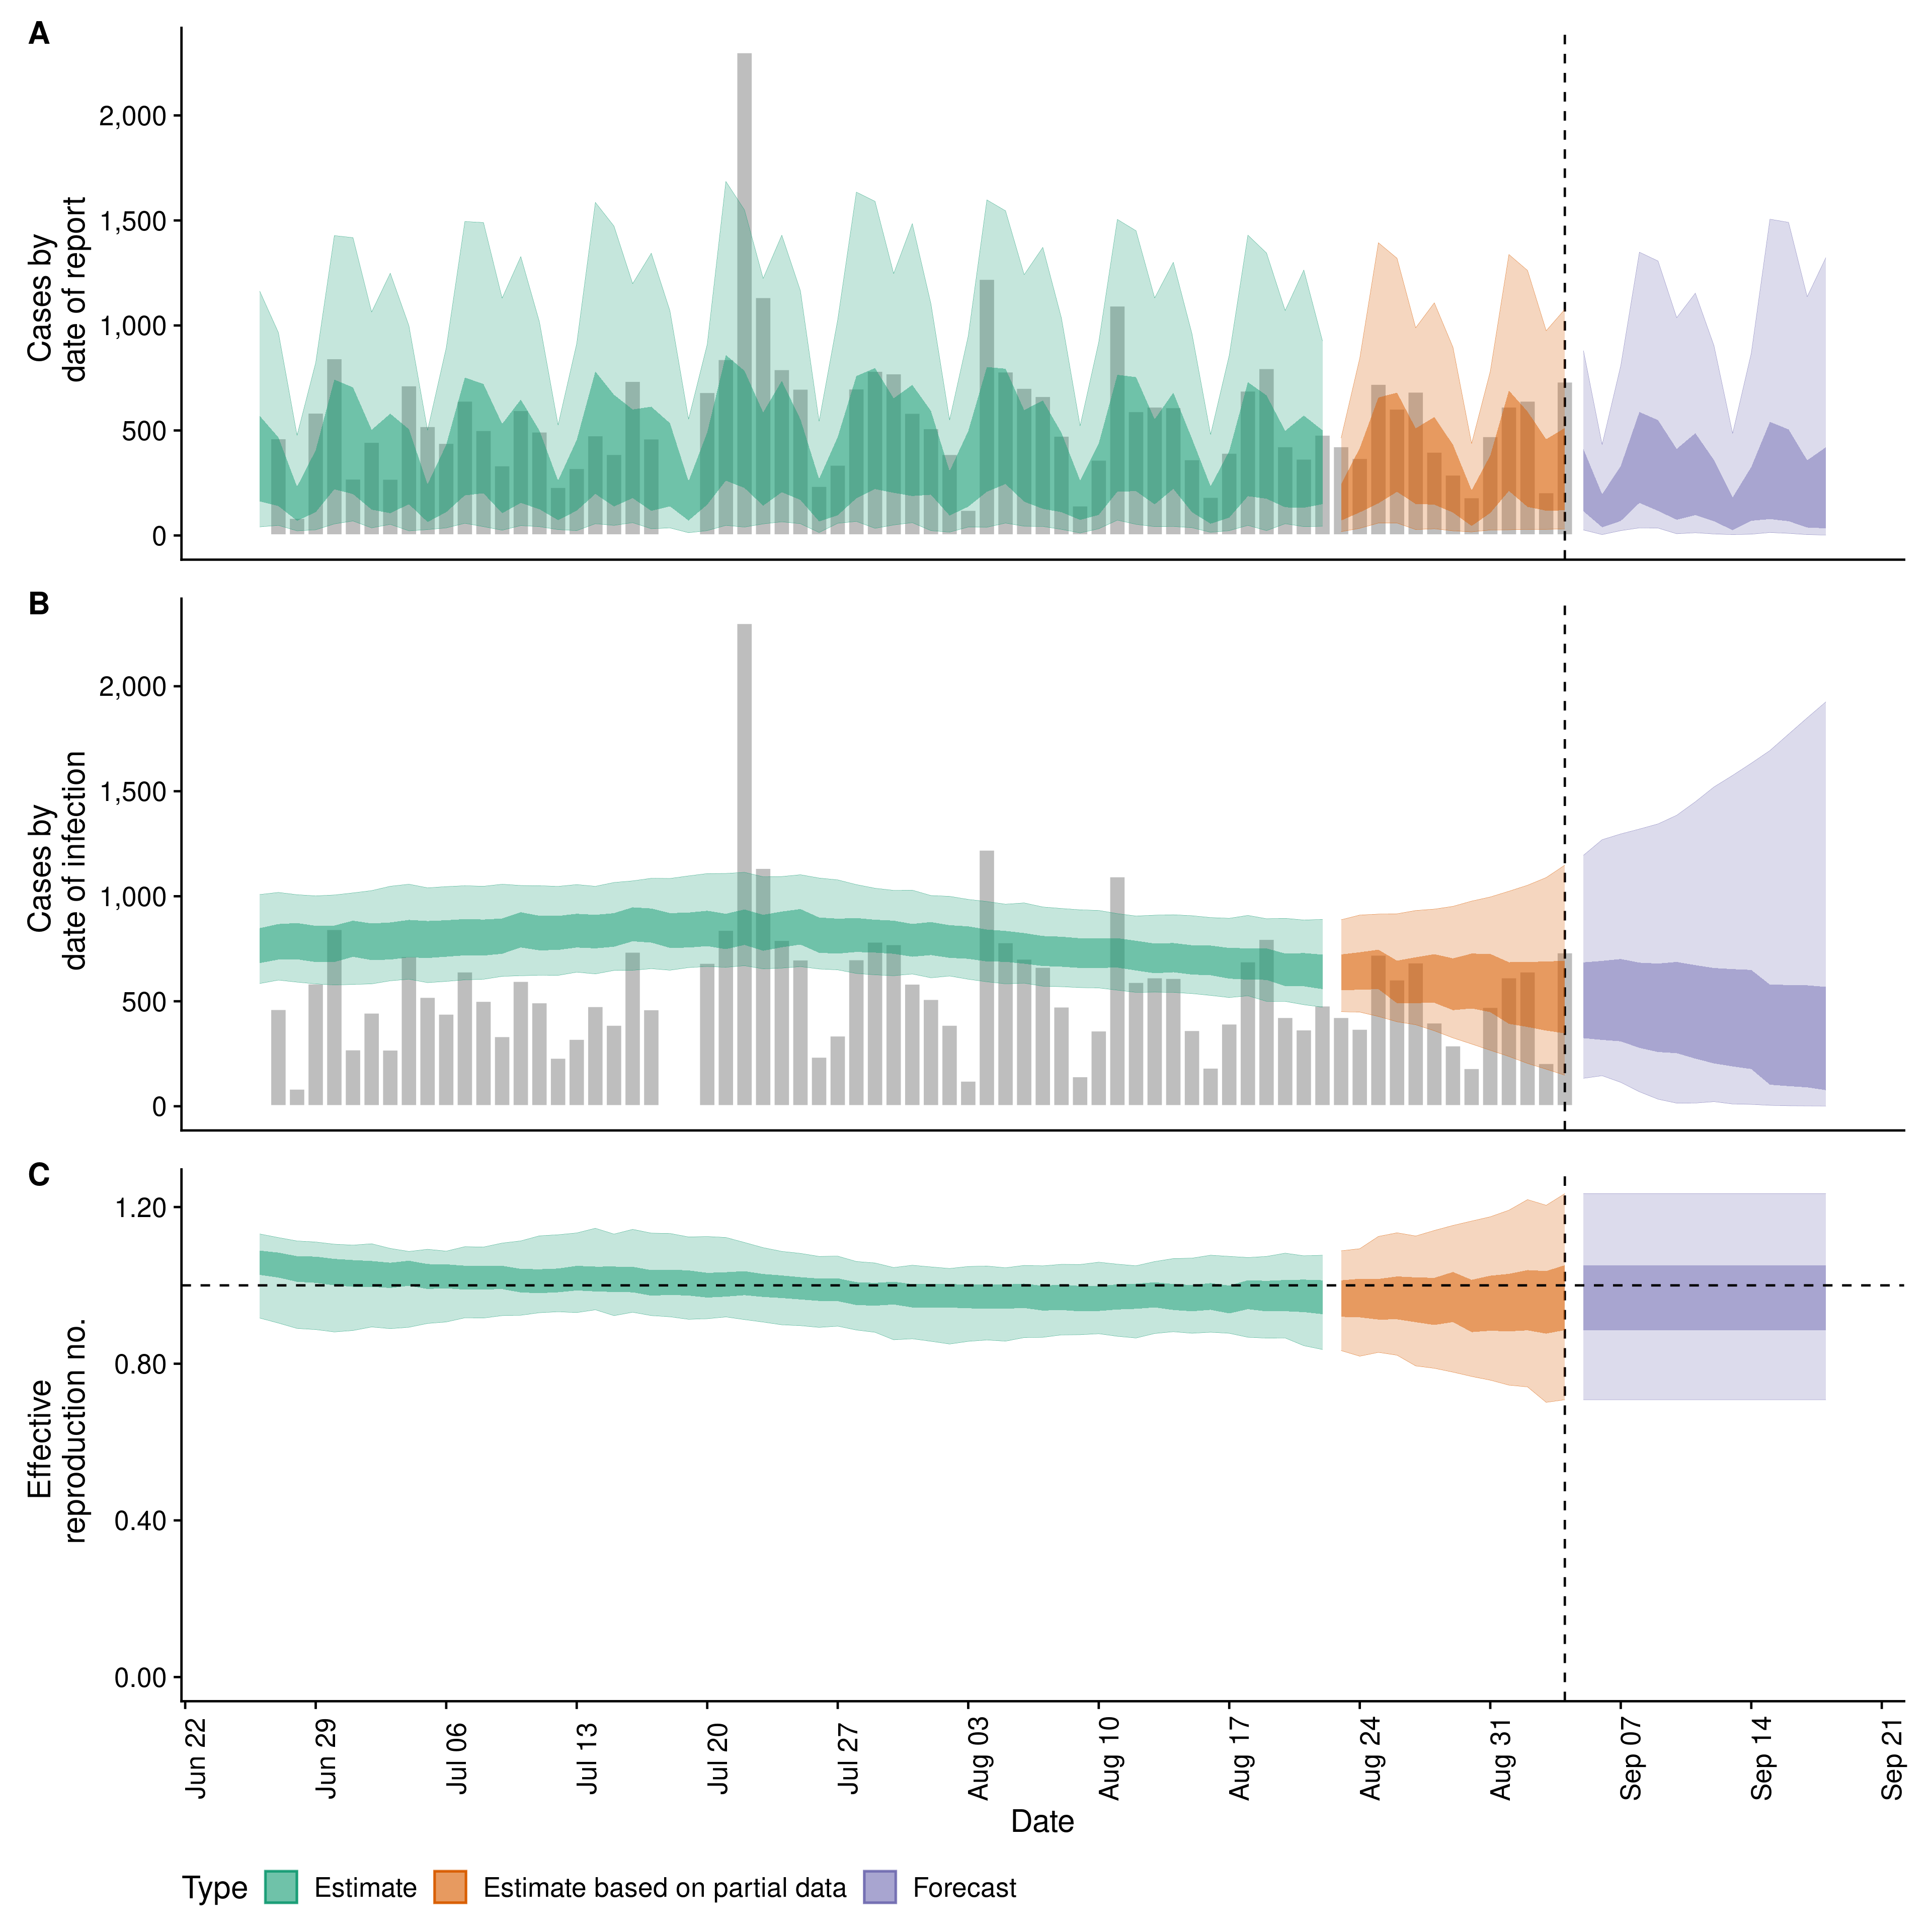 A
Cases by
date of report
2,000
1,500
1,000
500
0
B
Cases by
date of infection
2,000
1,500
1,000
500
0
C
Effective
reproduction no.
1.20
0.80
0.40
0.00
Jun 22
Jun 29
Jul 06
Jul 13
Jul 20
Jul 27
Aug 03
Aug 10
Aug 17
Aug 24
Aug 31
Sep 07
Sep 14
Sep 21
Date
Type Estimate Estimate based on partial data Forecast